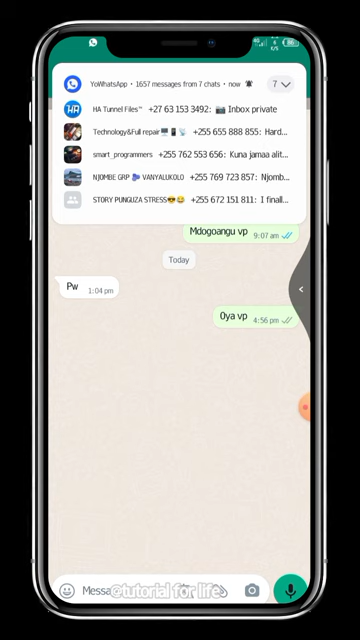 4G
K/s
86
YoWhatsApp • 1657 messages from 7 chats • now
7
HA Tunnel Files™ +27 63 153 3492: 📷 Inbox private
Technology&Full repair🖥️📱📡 +255 655 888 855: Hard...
smart_programmers +255 762 553 656: Kuna jamaa alit...
NJOMBE GRP 🫐 VANYALUKOLO +255 769 723 857: Njomb...
STORY PUNGUZA STRESS😎😂 +255 672 151 811: I finall...
Mdogoangu vp
9:07 am
Today
Pw
1:04 pm
Oya vp
4:56 pm
Messa
@tutorial for life